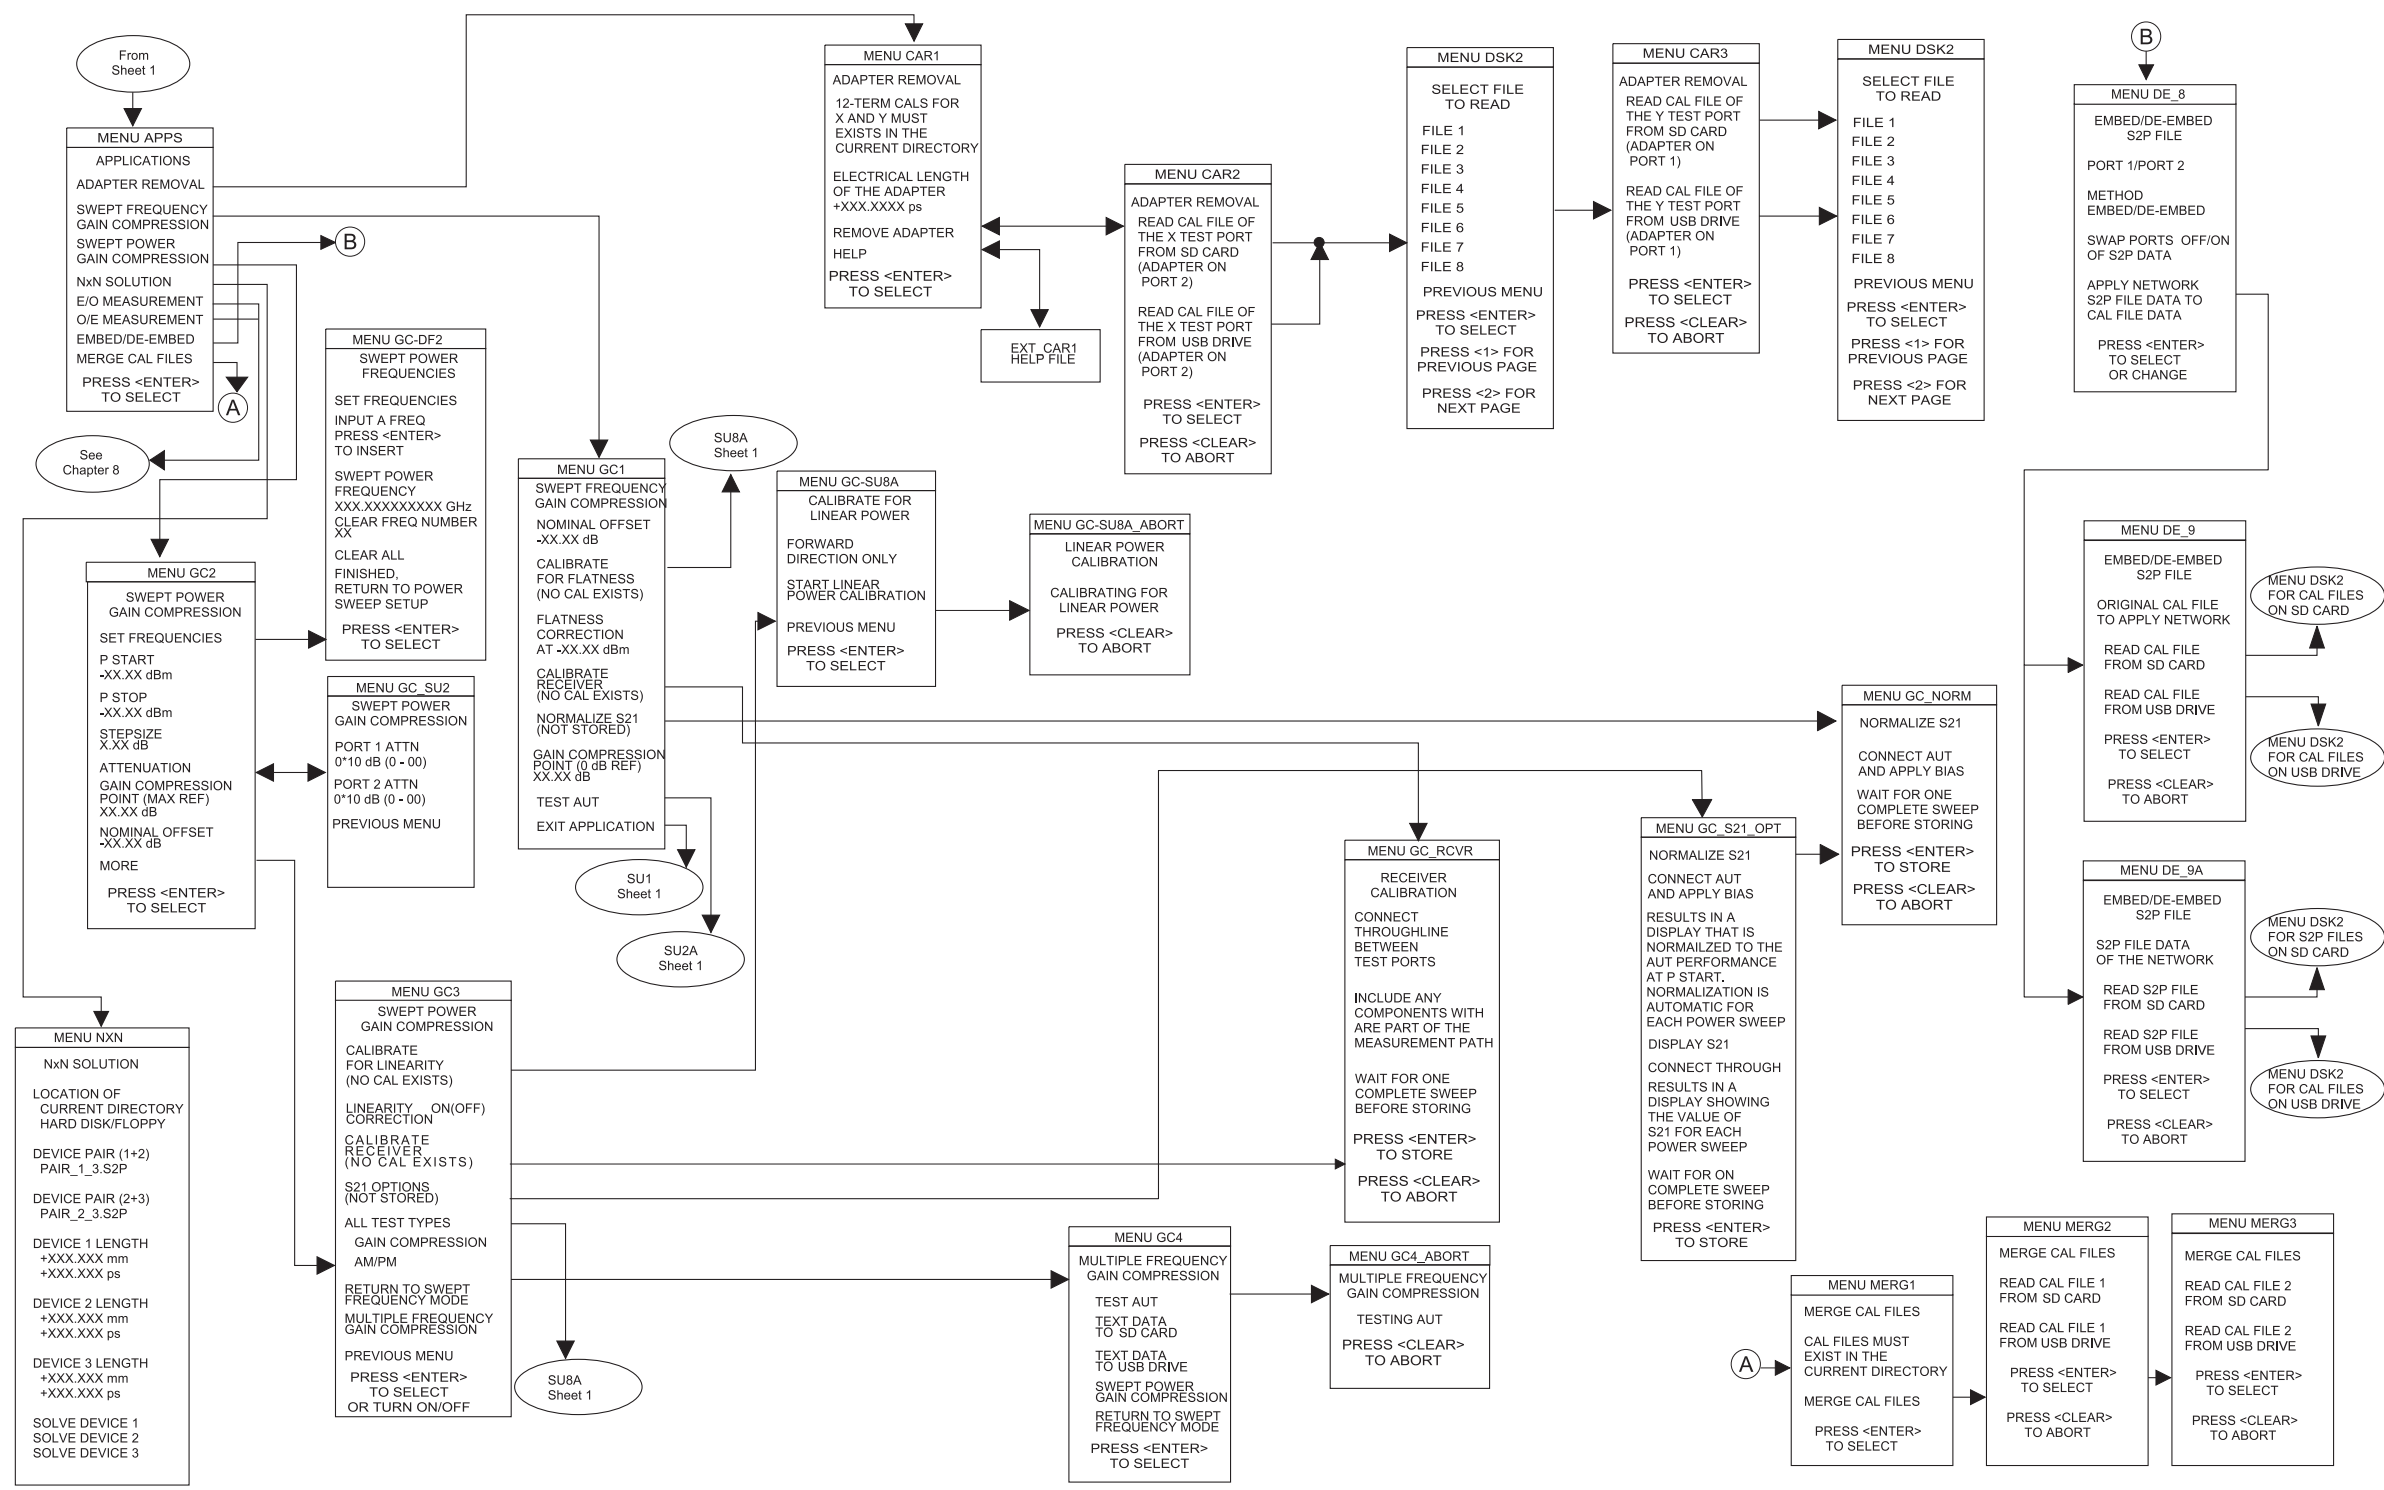 From
Sheet 1
MENU APPS
APPLICATIONS
ADAPTER REMOVAL
SWEPT FREQUENCY
GAIN COMPRESSION
SWEPT POWER
GAIN COMPRESSION
NxN SOLUTION
E/O MEASUREMENT
O/E MEASUREMENT
EMBED/DE-EMBED
MERGE CAL FILES
PRESS <ENTER>
TO SELECT
B
A
See
Chapter 8
MENU GC2
SWEPT POWER
GAIN COMPRESSION
SET FREQUENCIES
P START
-XX.XX dBm
P STOP
-XX.XX dBm
STEPSIZE
X.XX dB
ATTENUATION
GAIN COMPRESSION
POINT (MAX REF)
XX.XX dB
NOMINAL OFFSET
-XX.XX dB
MORE
PRESS <ENTER>
TO SELECT
MENU NXN
NxN SOLUTION
LOCATION OF
CURRENT DIRECTORY
HARD DISK/FLOPPY
DEVICE PAIR (1+2)
PAIR_1_3.S2P
DEVICE PAIR (2+3)
PAIR_2_3.S2P
DEVICE 1 LENGTH
+XXX.XXX mm
+XXX.XXX ps
DEVICE 2 LENGTH
+XXX.XXX mm
+XXX.XXX ps
DEVICE 3 LENGTH
+XXX.XXX mm
+XXX.XXX ps
SOLVE DEVICE 1
SOLVE DEVICE 2
SOLVE DEVICE 3
MENU GC-DF2
SWEPT POWER
FREQUENCIES
SET FREQUENCIES
INPUT A FREQ
PRESS <ENTER>
TO INSERT
SWEPT POWER
FREQUENCY
XXX.XXXXXXXXX GHz
CLEAR FREQ NUMBER
XX
CLEAR ALL
FINISHED,
RETURN TO POWER
SWEEP SETUP
PRESS <ENTER>
TO SELECT
MENU GC_SU2
SWEPT POWER
GAIN COMPRESSION
PORT 1 ATTN
0*10 dB (0 - 00)
PORT 2 ATTN
0*10 dB (0 - 00)
PREVIOUS MENU
MENU GC3
SWEPT POWER
GAIN COMPRESSION
CALIBRATE
FOR LINEARITY
(NO CAL EXISTS)
LINEARITY ON(OFF)
CORRECTION
CALIBRATE
RECEIVER
(NO CAL EXISTS)
S21 OPTIONS
(NOT STORED)
ALL TEST TYPES
GAIN COMPRESSION
AM/PM
RETURN TO SWEPT
FREQUENCY MODE
MULTIPLE FREQUENCY
GAIN COMPRESSION
PREVIOUS MENU
PRESS <ENTER>
TO SELECT
OR TURN ON/OFF
SU8A
Sheet 1
MENU GC1
SWEPT FREQUENCY
GAIN COMPRESSION
NOMINAL OFFSET
-XX.XX dB
CALIBRATE
FOR FLATNESS
(NO CAL EXISTS)
FLATNESS
CORRECTION
AT -XX.XX dBm
CALIBRATE
RECEIVER
(NO CAL EXISTS)
NORMALIZE S21
(NOT STORED)
GAIN COMPRESSION
POINT (0 dB REF)
XX.XX dB
TEST AUT
EXIT APPLICATION
SU8A
Sheet 1
SU1
Sheet 1
SU2A
Sheet 1
MENU GC-SU8A
CALIBRATE FOR
LINEAR POWER
FORWARD
DIRECTION ONLY
START LINEAR
POWER CALIBRATION
PREVIOUS MENU
PRESS <ENTER>
TO SELECT
MENU GC-SU8A_ABORT
LINEAR POWER
CALIBRATION
CALIBRATING FOR
LINEAR POWER
PRESS <CLEAR>
TO ABORT
MENU CAR1
ADAPTER REMOVAL
12-TERM CALS FOR
X AND Y MUST
EXISTS IN THE
CURRENT DIRECTORY
ELECTRICAL LENGTH
OF THE ADAPTER
+XXX.XXXX ps
REMOVE ADAPTER
HELP
PRESS <ENTER>
TO SELECT
EXT_CAR1
HELP FILE
MENU CAR2
ADAPTER REMOVAL
READ CAL FILE OF
THE X TEST PORT
FROM SD CARD
(ADAPTER ON
PORT 2)
READ CAL FILE OF
THE X TEST PORT
FROM USB DRIVE
(ADAPTER ON
PORT 2)
PRESS <ENTER>
TO SELECT
PRESS <CLEAR>
TO ABORT
MENU DSK2
SELECT FILE
TO READ
FILE 1
FILE 2
FILE 3
FILE 4
FILE 5
FILE 6
FILE 7
FILE 8
PREVIOUS MENU
PRESS <ENTER>
TO SELECT
PRESS <1> FOR
PREVIOUS PAGE
PRESS <2> FOR
NEXT PAGE
MENU CAR3
ADAPTER REMOVAL
READ CAL FILE OF
THE Y TEST PORT
FROM SD CARD
(ADAPTER ON
PORT 1)
READ CAL FILE OF
THE Y TEST PORT
FROM USB DRIVE
(ADAPTER ON
PORT 1)
PRESS <ENTER>
TO SELECT
PRESS <CLEAR>
TO ABORT
MENU DSK2
SELECT FILE
TO READ
FILE 1
FILE 2
FILE 3
FILE 4
FILE 5
FILE 6
FILE 7
FILE 8
PREVIOUS MENU
PRESS <ENTER>
TO SELECT
PRESS <1> FOR
PREVIOUS PAGE
PRESS <2> FOR
NEXT PAGE
B
MENU DE_8
EMBED/DE-EMBED
S2P FILE
PORT 1/PORT 2
METHOD
EMBED/DE-EMBED
SWAP PORTS OFF/ON
OF S2P DATA
APPLY NETWORK
S2P FILE DATA TO
CAL FILE DATA
PRESS <ENTER>
TO SELECT
OR CHANGE
MENU DE_9
EMBED/DE-EMBED
S2P FILE
ORIGINAL CAL FILE
TO APPLY NETWORK
READ CAL FILE
FROM SD CARD
READ CAL FILE
FROM USB DRIVE
PRESS <ENTER>
TO SELECT
PRESS <CLEAR>
TO ABORT
MENU DSK2
FOR CAL FILES
ON SD CARD
MENU DSK2
FOR CAL FILES
ON USB DRIVE
MENU DE_9A
EMBED/DE-EMBED
S2P FILE
S2P FILE DATA
OF THE NETWORK
READ S2P FILE
FROM SD CARD
READ S2P FILE
FROM USB DRIVE
PRESS <ENTER>
TO SELECT
PRESS <CLEAR>
TO ABORT
MENU DSK2
FOR S2P FILES
ON SD CARD
MENU DSK2
FOR CAL FILES
ON USB DRIVE
MENU GC_NORM
NORMALIZE S21
CONNECT AUT
AND APPLY BIAS
WAIT FOR ONE
COMPLETE SWEEP
BEFORE STORING
PRESS <ENTER>
TO STORE
PRESS <CLEAR>
TO ABORT
MENU GC_S21_OPT
NORMALIZE S21
CONNECT AUT
AND APPLY BIAS
RESULTS IN A
DISPLAY THAT IS
NORMAILZED TO THE
AUT PERFORMANCE
AT P START.
NORMALIZATION IS
AUTOMATIC FOR
EACH POWER SWEEP
DISPLAY S21
CONNECT THROUGH
RESULTS IN A
DISPLAY SHOWING
THE VALUE OF
S21 FOR EACH
POWER SWEEP
WAIT FOR ON
COMPLETE SWEEP
BEFORE STORING
PRESS <ENTER>
TO STORE
MENU GC_RCVR
RECEIVER
CALIBRATION
CONNECT
THROUGHLINE
BETWEEN
TEST PORTS
INCLUDE ANY
COMPONENTS WITH
ARE PART OF THE
MEASUREMENT PATH
WAIT FOR ONE
COMPLETE SWEEP
BEFORE STORING
PRESS <ENTER>
TO STORE
PRESS <CLEAR>
TO ABORT
MENU GC4
MULTIPLE FREQUENCY
GAIN COMPRESSION
TEST AUT
TEXT DATA
TO SD CARD
TEXT DATA
TO USB DRIVE
SWEPT POWER
GAIN COMPRESSION
RETURN TO SWEPT
FREQUENCY MODE
PRESS <ENTER>
TO SELECT
MENU GC4_ABORT
MULTIPLE FREQUENCY
GAIN COMPRESSION
TESTING AUT
PRESS <CLEAR>
TO ABORT
A
MENU MERG1
MERGE CAL FILES
CAL FILES MUST
EXIST IN THE
CURRENT DIRECTORY
MERGE CAL FILES
PRESS <ENTER>
TO SELECT
MENU MERG2
MERGE CAL FILES
READ CAL FILE 1
FROM SD CARD
READ CAL FILE 1
FROM USB DRIVE
PRESS <ENTER>
TO SELECT
PRESS <CLEAR>
TO ABORT
MENU MERG3
MERGE CAL FILES
READ CAL FILE 2
FROM SD CARD
READ CAL FILE 2
FROM USB DRIVE
PRESS <ENTER>
TO SELECT
PRESS <CLEAR>
TO ABORT